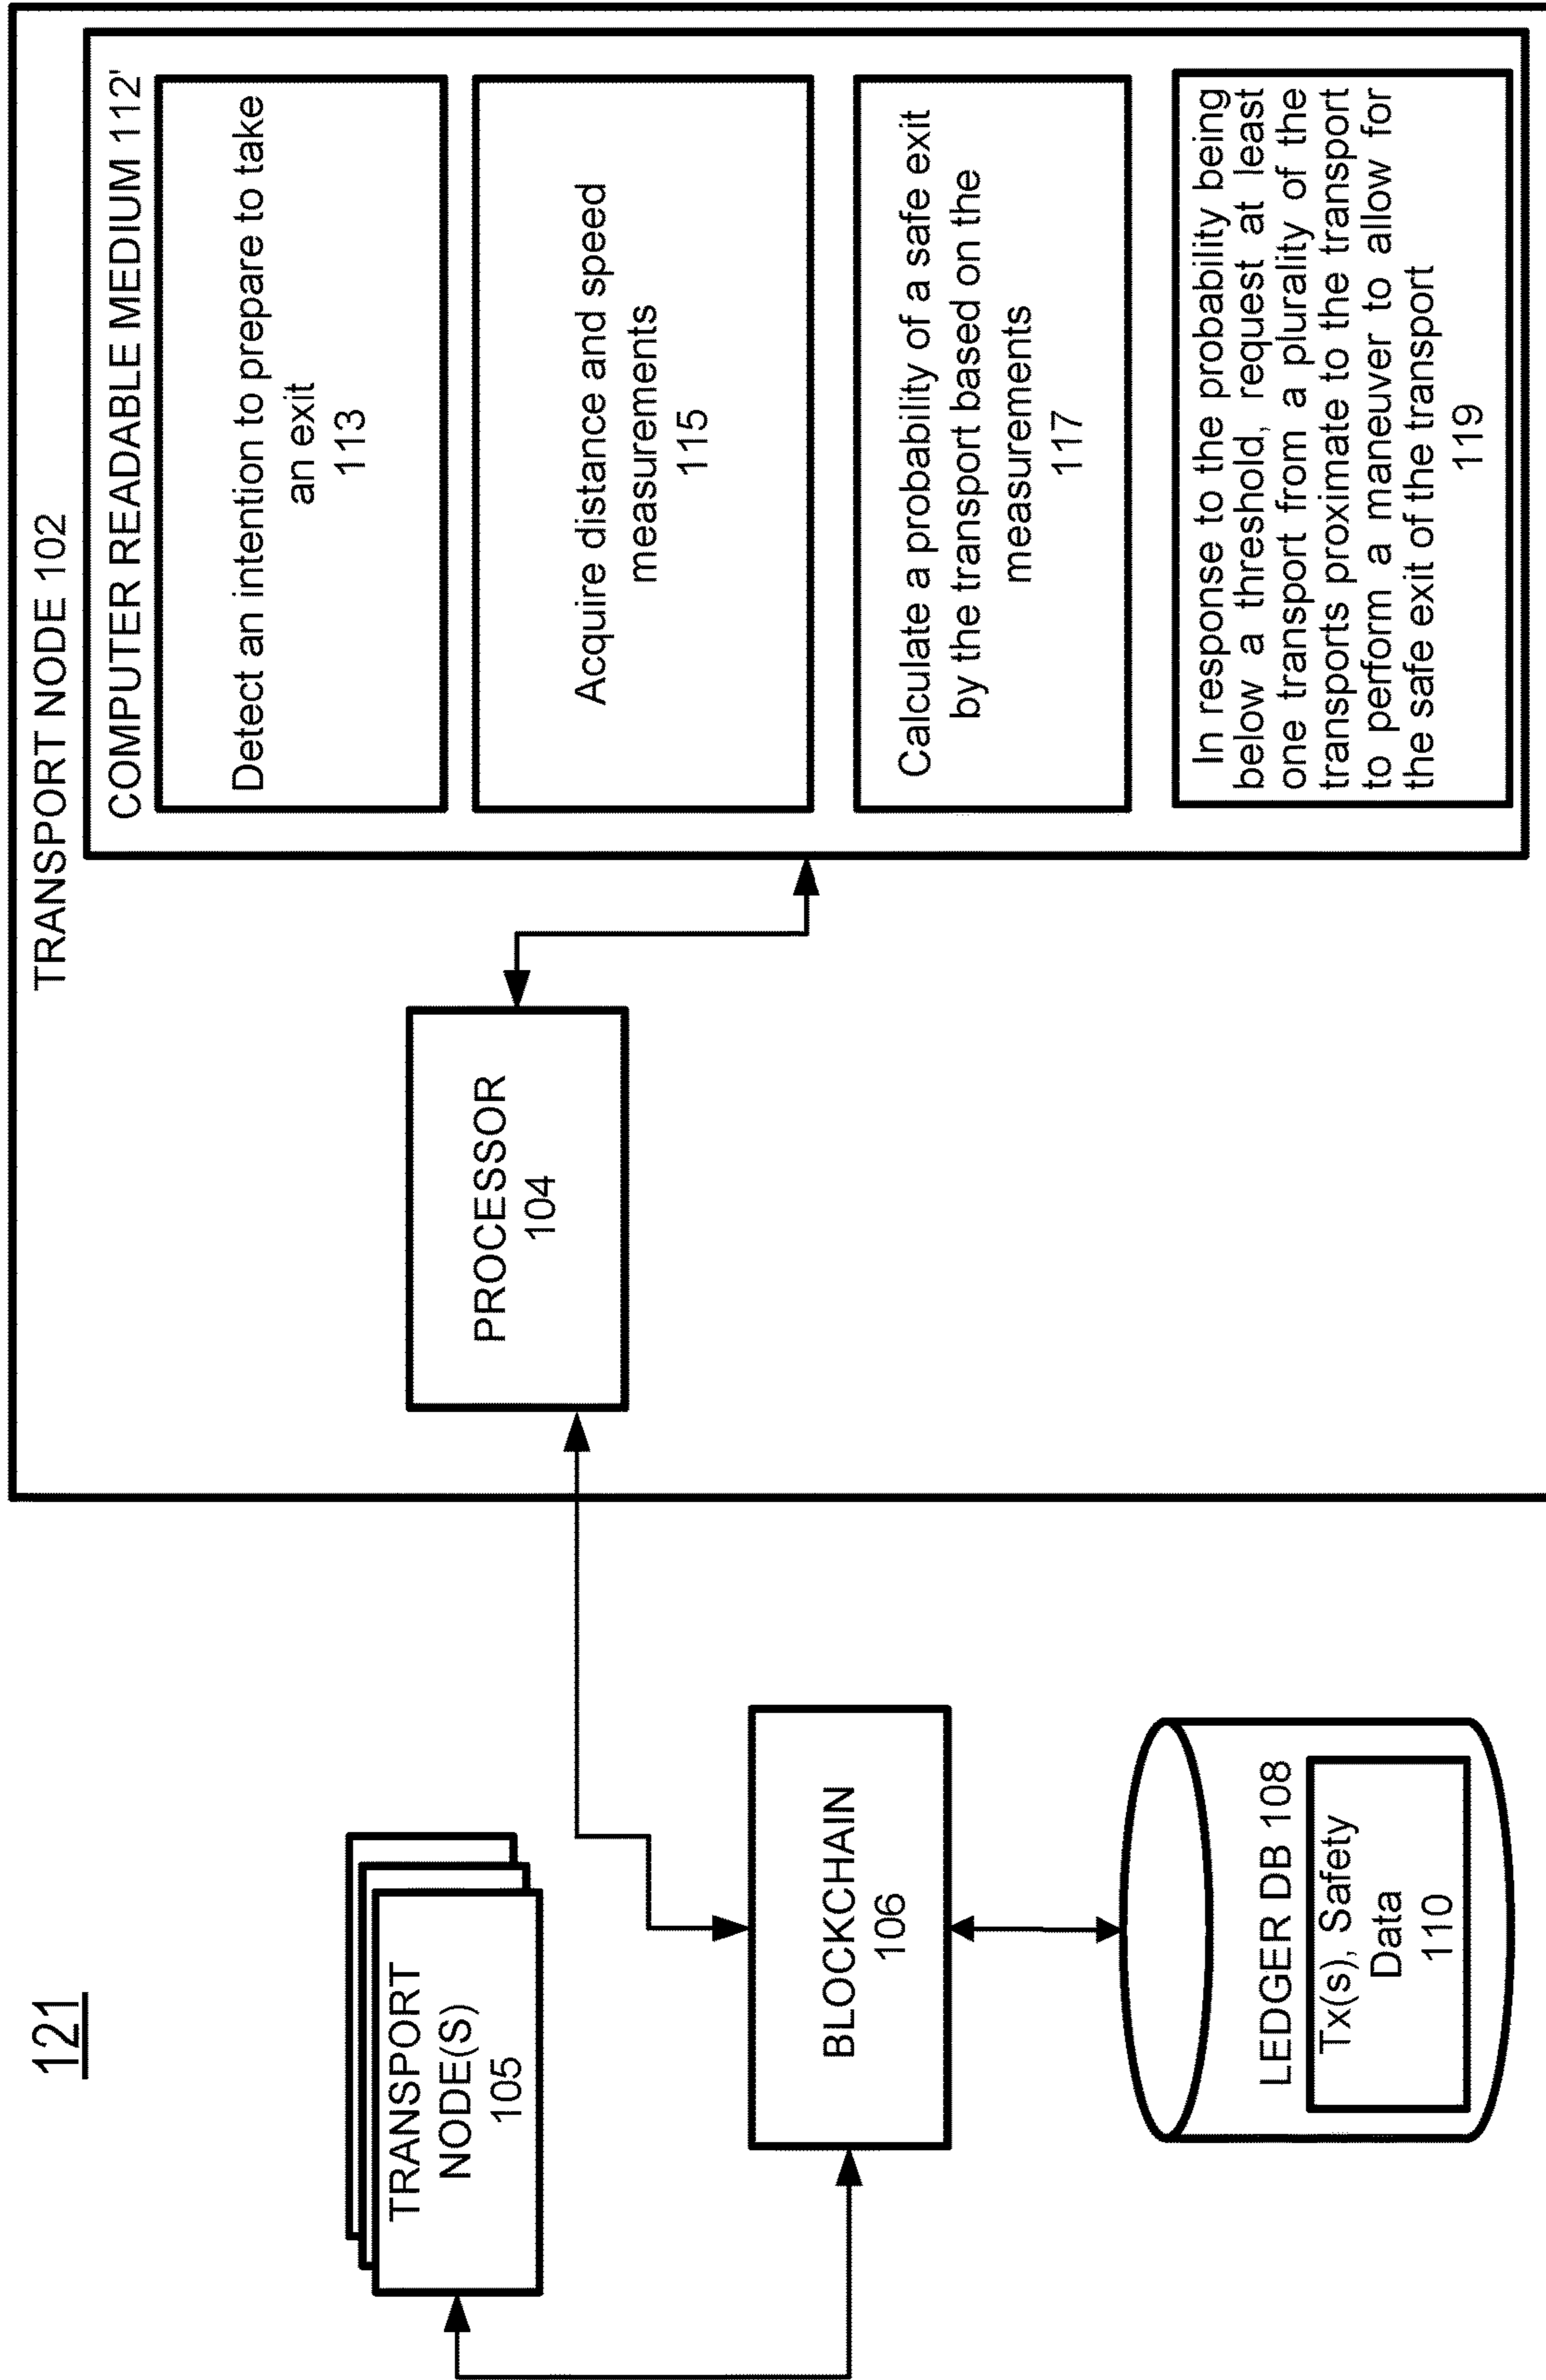 121
TRANSPORT NODE 102
COMPUTER READABLE MEDIUM 112'
Detect an intention to prepare to take
an exit
113
Acquire distance and speed
measurements
115
Calculate a probability of a safe exit
by the transport based on the
measurements
117
In response to the probability being
below a threshold, request at least
one transport from a plurality of the
transports proximate to the transport
to perform a maneuver to allow for
the safe exit of the transport
119
PROCESSOR
104
TRANSPORT
NODE(S)
105
BLOCKCHAIN
106
LEDGER DB 108
Tx(s), Safety
Data
110